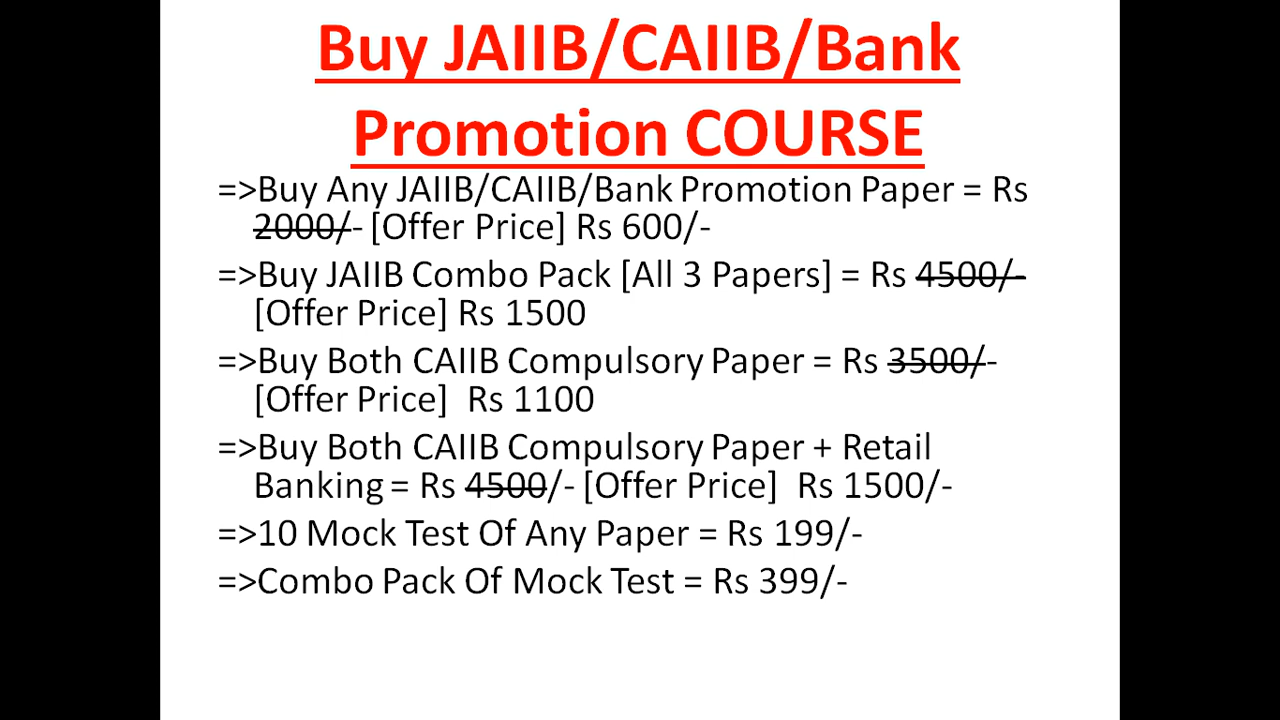 Buy JAIIB/CAIIB/Bank
Promotion COURSE
=>Buy Any JAIIB/CAIIB/Bank Promotion Paper = Rs
2000/- [Offer Price] Rs 600/-
=>Buy JAIIB Combo Pack [All 3 Papers] = Rs 4500/-
[Offer Price] Rs 1500
=>Buy Both CAIIB Compulsory Paper = Rs 3500/-
[Offer Price]  Rs 1100
=>Buy Both CAIIB Compulsory Paper + Retail
Banking = Rs 4500/- [Offer Price]  Rs 1500/-
=>10 Mock Test Of Any Paper = Rs 199/-
=>Combo Pack Of Mock Test = Rs 399/-